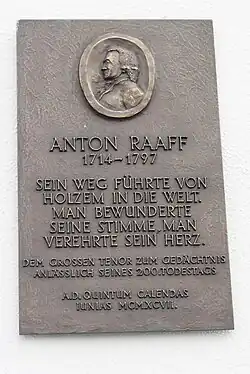 ANTON RAAFF
1714–1797
SEIN WEG FÜHRTE VON
HOLZEM IN DIE WELT.
MAN BEWUNDERTE
SEINE STIMME, MAN
VEREHRTE SEIN HERZ.
DEM GROSSEN TENOR ZUM GEDÄCHTNIS
ANLÄSSLICH SEINES 200.TODESTAGS
A.D. QUINTUM CALENDAS
IUNIAS MCMXCVII.